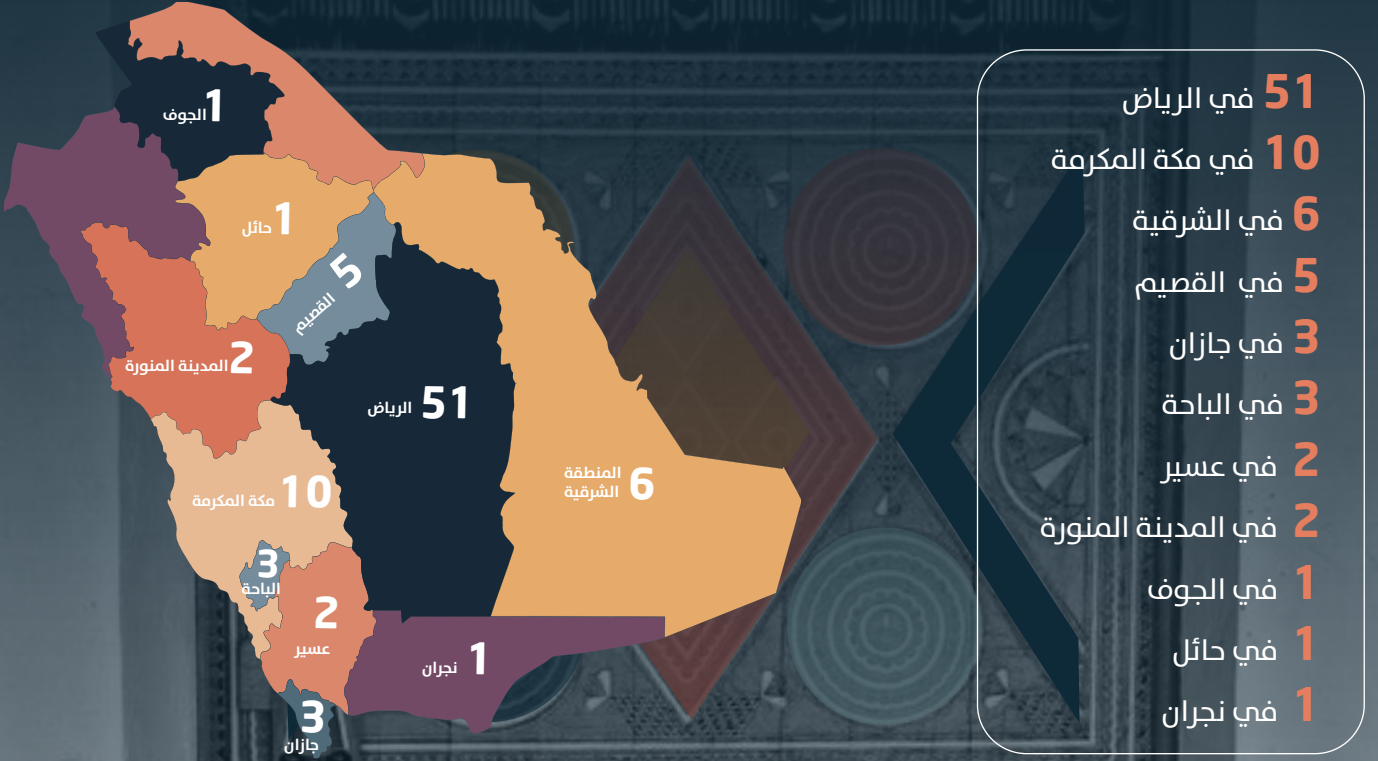 51 في الرياض
10 في مكة المكرمة
6 في الشرقية
5 في القصيم
3 في جازان
3 في الباحة
2 في عسير
2 في المدينة المنورة
1 في الجوف
1 في حائل
1 في نجران
1 الجوف
1 حائل
5 القصيم
2 المدينة المنورة
51 الرياض
6 المنطقة
الشرقية
10 مكة المكرمة
3
الباحة
2
عسير
1 نجران
3
جازان